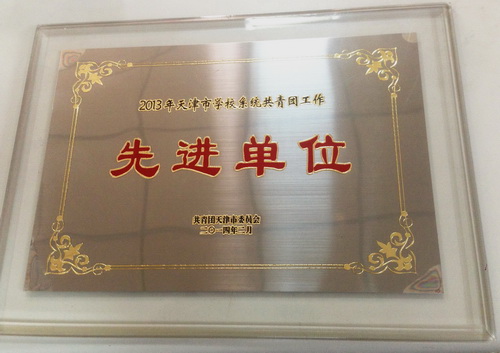 2013年天津市学校系统共青团工作
先进单位
共青团天津市委员会
二〇一四年二月